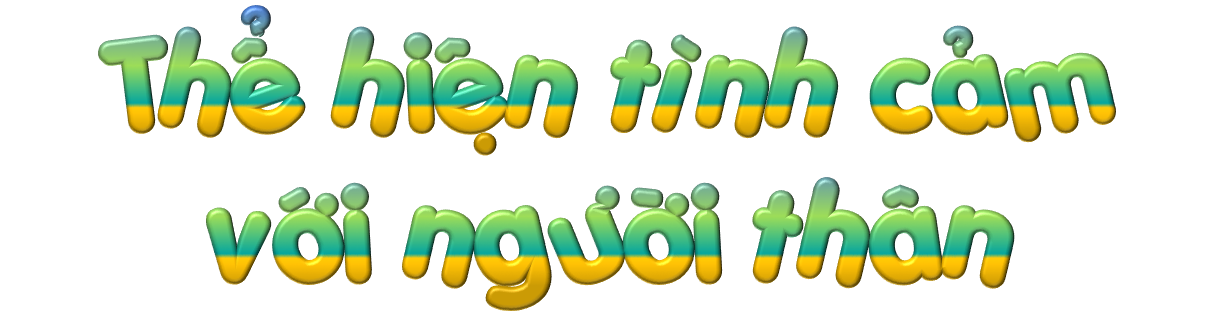 Thể hiện tình cảm
với người thân